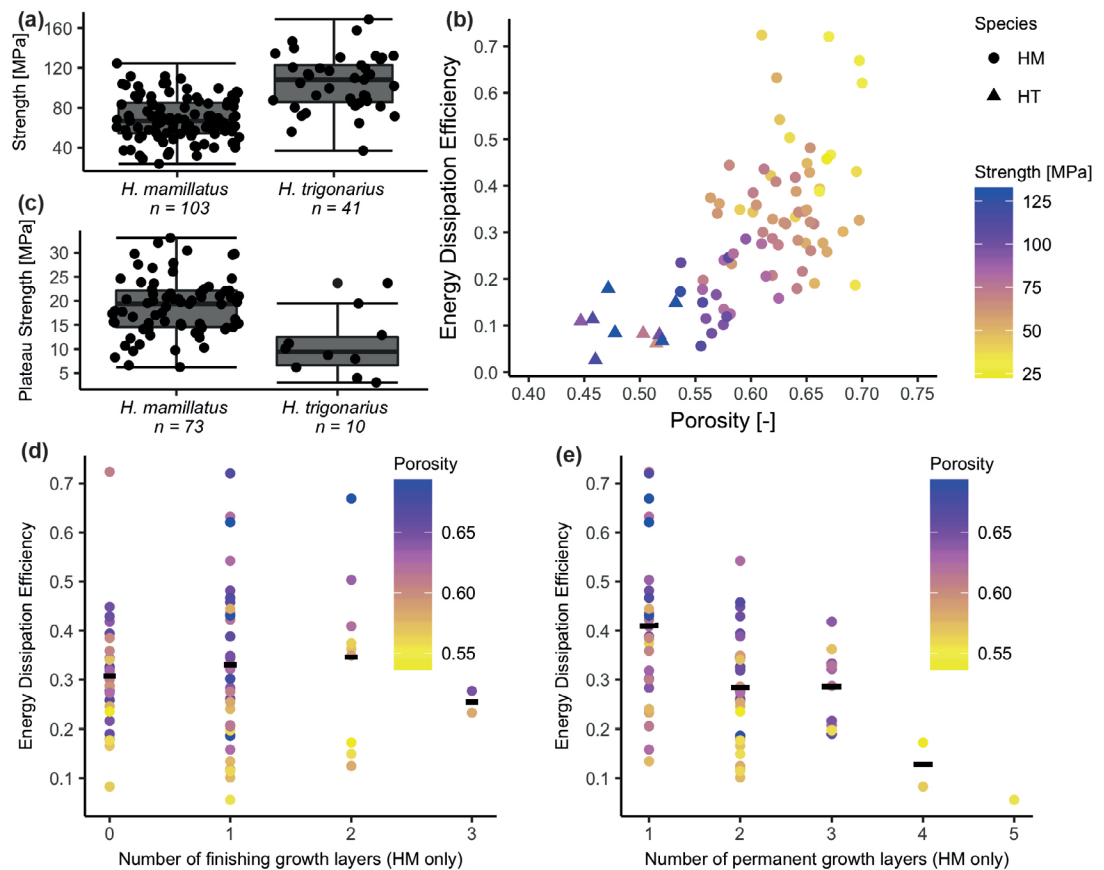 (a)
Strength [MPa]
160
120
80
40
H. mamillatus
n = 103
H. trigonarius
n = 41
(c)
Plateau Strength [MPa]
30
25
20
15
10
5
H. mamillatus
n = 73
H. trigonarius
n = 10
(b)
Energy Dissipation Efficiency
0.7
0.6
0.5
0.4
0.3
0.2
0.1
0.0
0.40
0.45
0.50
0.55
0.60
0.65
0.70
0.75
Porosity [-]
Species
HM
HT
Strength [MPa]
125
100
75
50
25
(d)
Energy Dissipation Efficiency
0.7
0.6
0.5
0.4
0.3
0.2
0.1
0
1
2
3
Number of finishing growth layers (HM only)
Porosity
0.65
0.60
0.55
(e)
Energy Dissipation Efficiency
0.7
0.6
0.5
0.4
0.3
0.2
0.1
1
2
3
4
5
Number of permanent growth layers (HM only)
Porosity
0.65
0.60
0.55